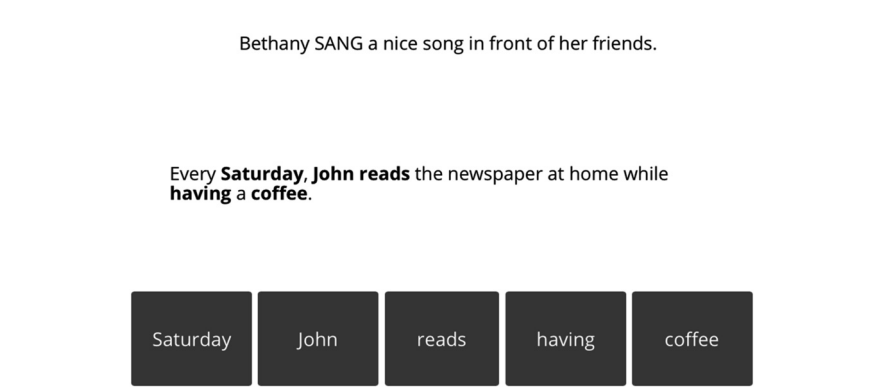 Bethany SANG a nice song in front of her friends.
Every Saturday, John reads the newspaper at home while
having a coffee.
Saturday John reads having coffee